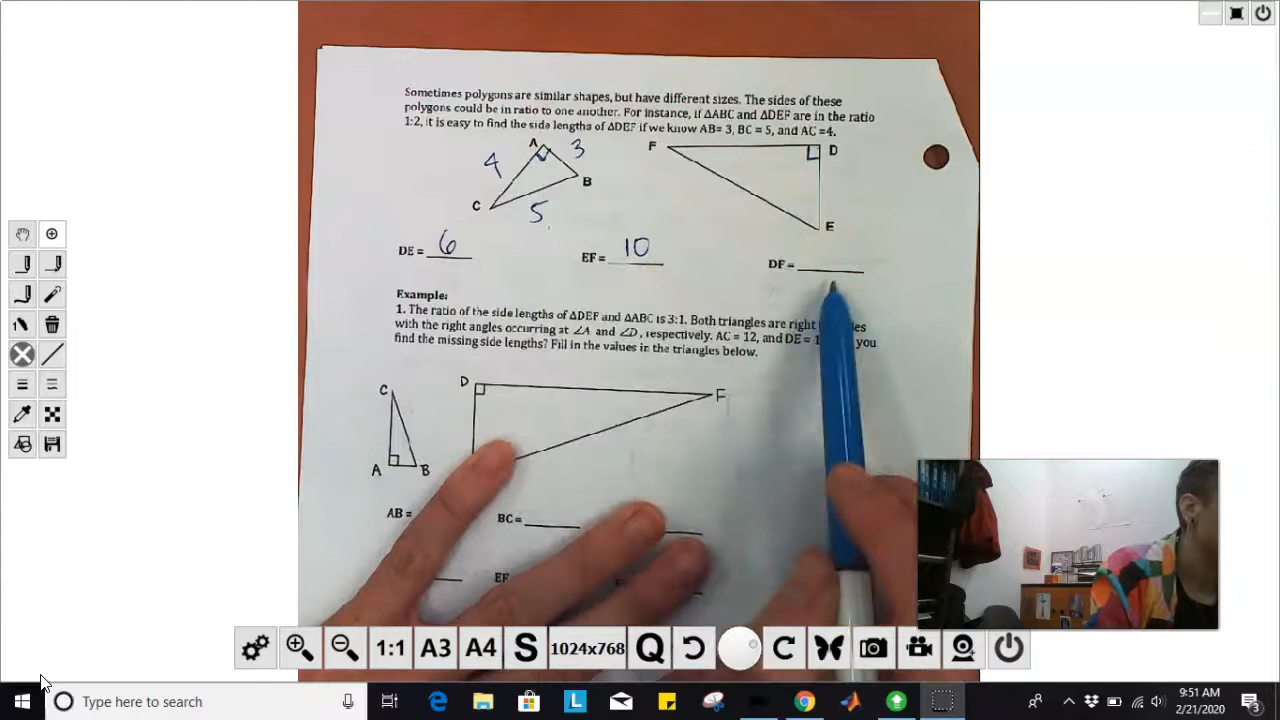 Sometimes polygons are similar shapes, but have different sizes. The sides of these
polygons could be in ratio to one another. For instance, if ΔABC and ΔDEF are in the ratio
1:2, it is easy to find the side lengths of ΔDEF if we know AB= 3, BC = 5, and AC =4.
A
3
4
B
C
5
F
D
E
DE = 6
EF = 10
DF =
Example:
1. The ratio of the side lengths of ΔDEF and ΔABC is 3:1. Both triangles are right
with the right angles occurring at ∠A and ∠D, respectively. AC = 12, and DE = you
find the missing side lengths? Fill in the values in the triangles below.
C
D
F
A
B
AB =
BC =
EF
1:1
A3
A4
S
1024x768
Q
Type here to search
L
9:51 AM
2/21/2020
3